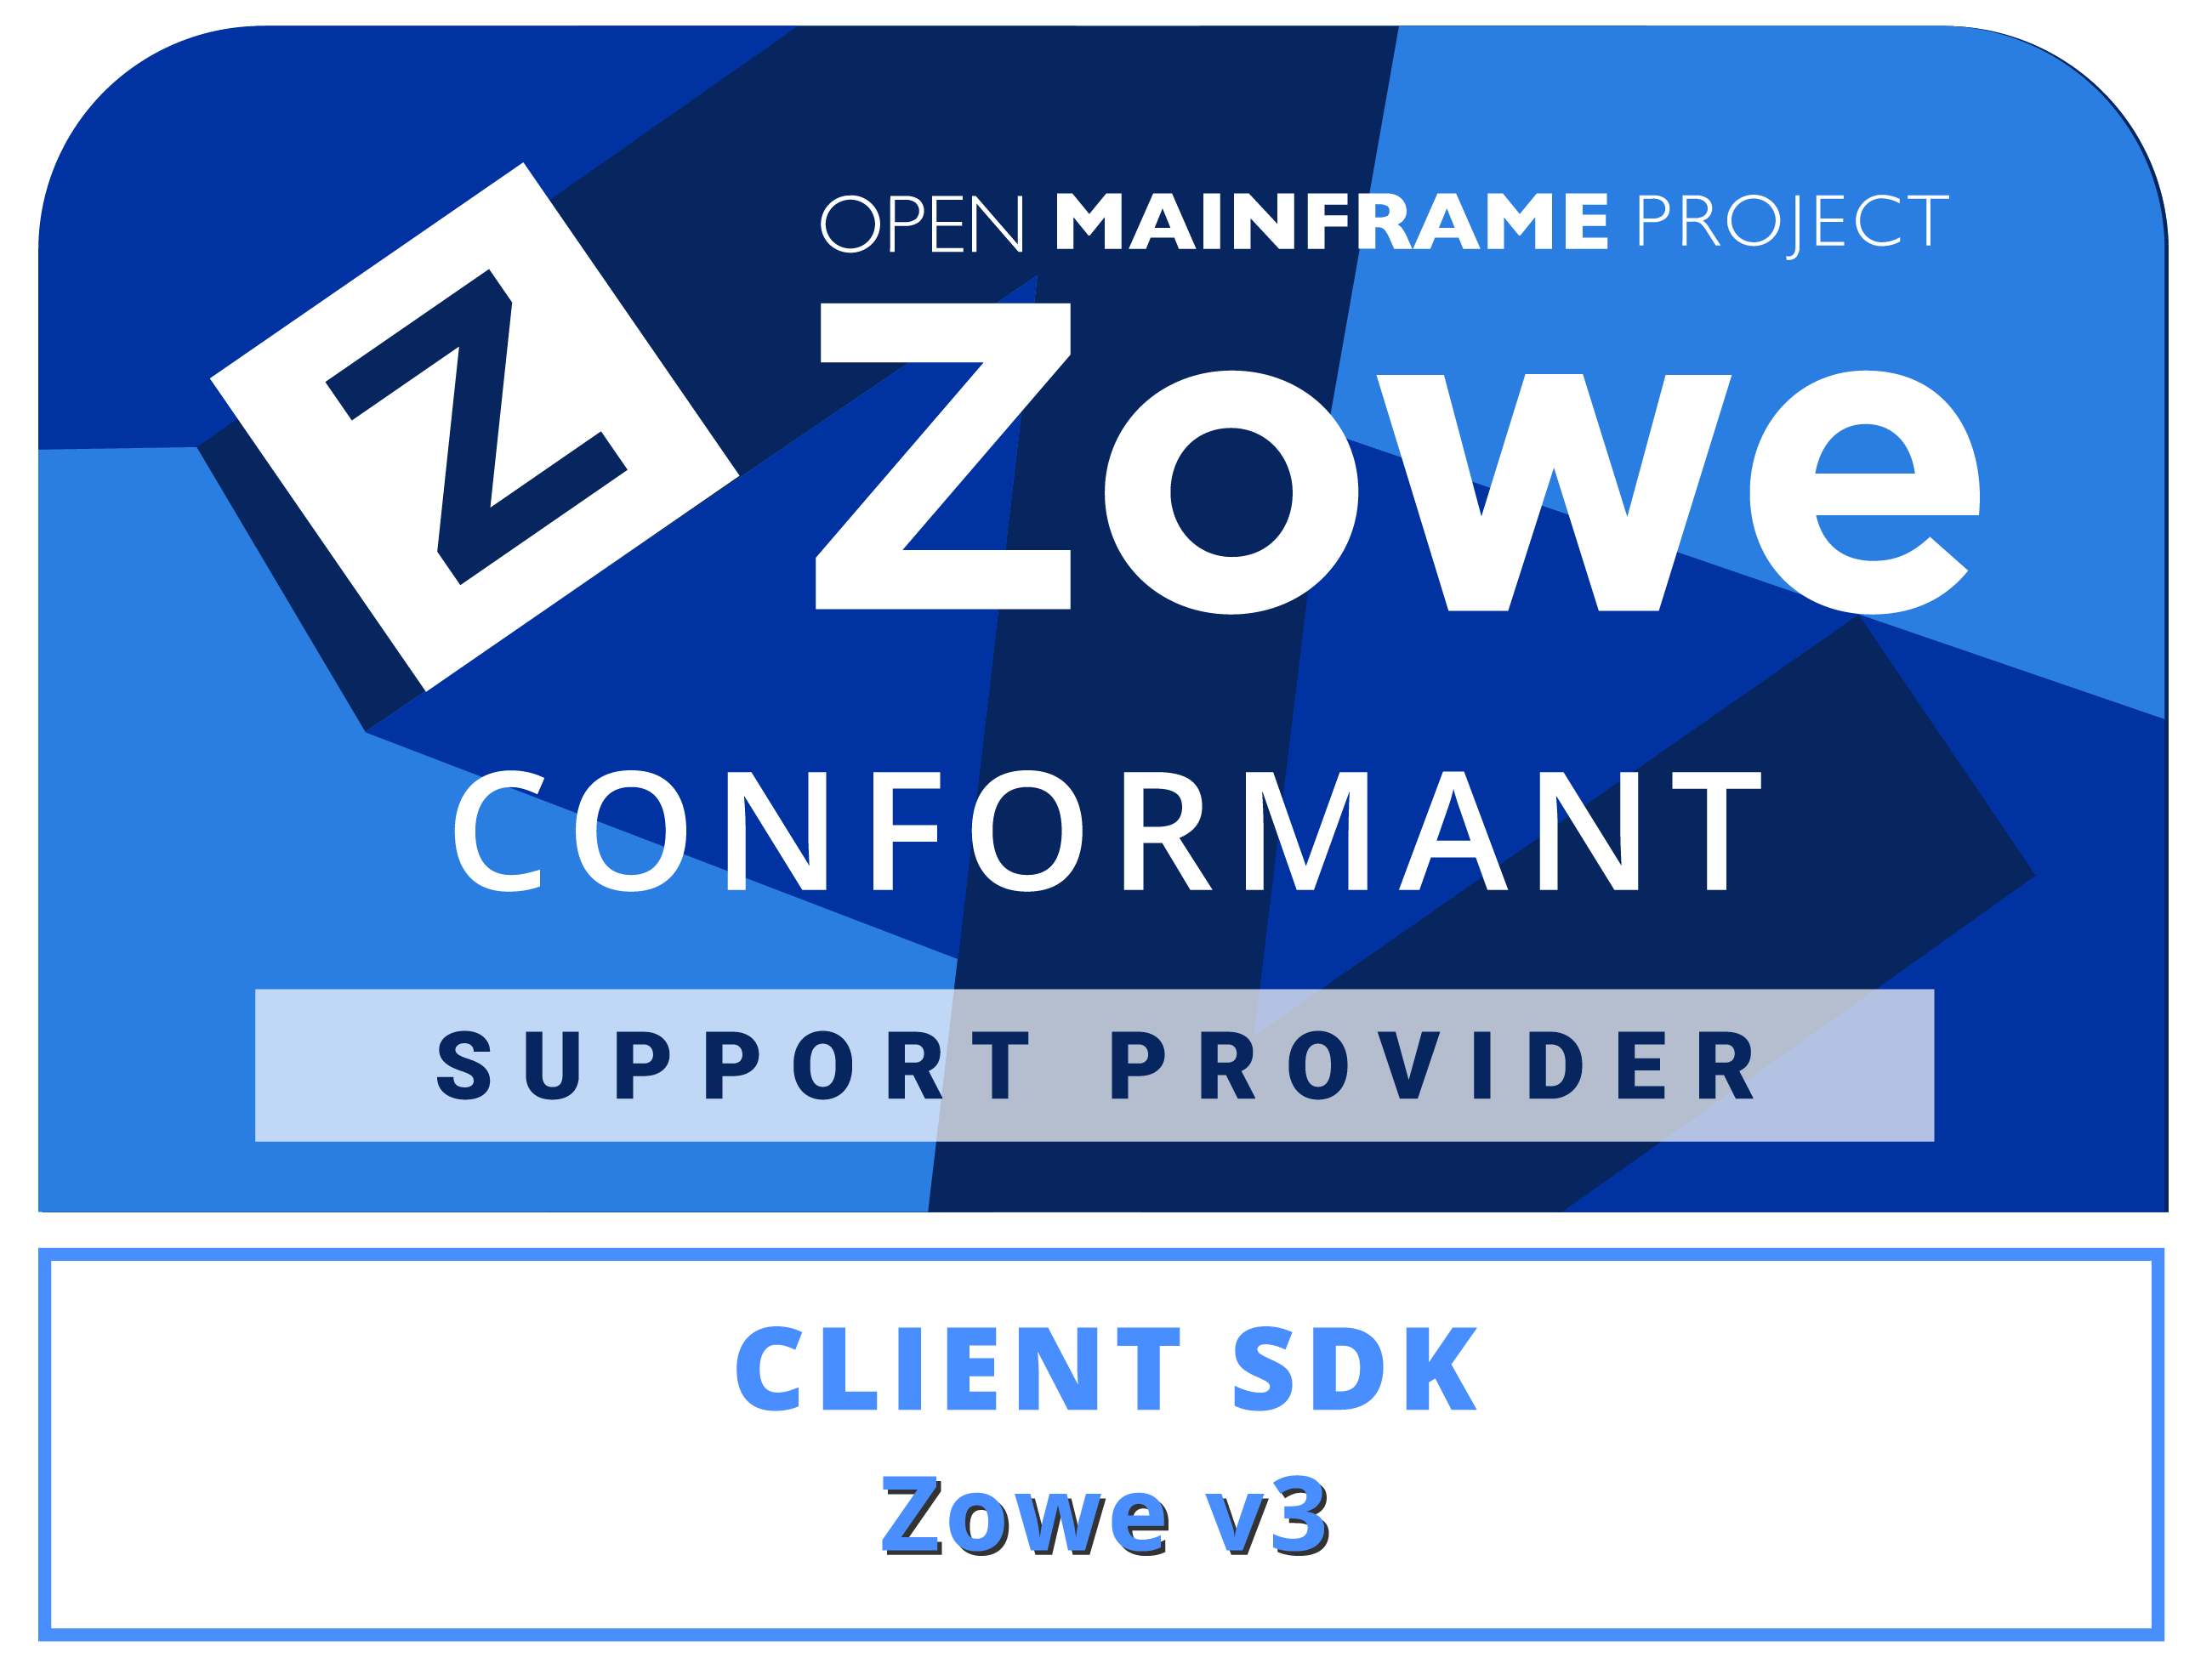 OPEN MAINFRAME PROJECT
Z
Zowe
CONFORMANT
SUPPORT PROVIDER
CLIENT SDK
Zowe v3